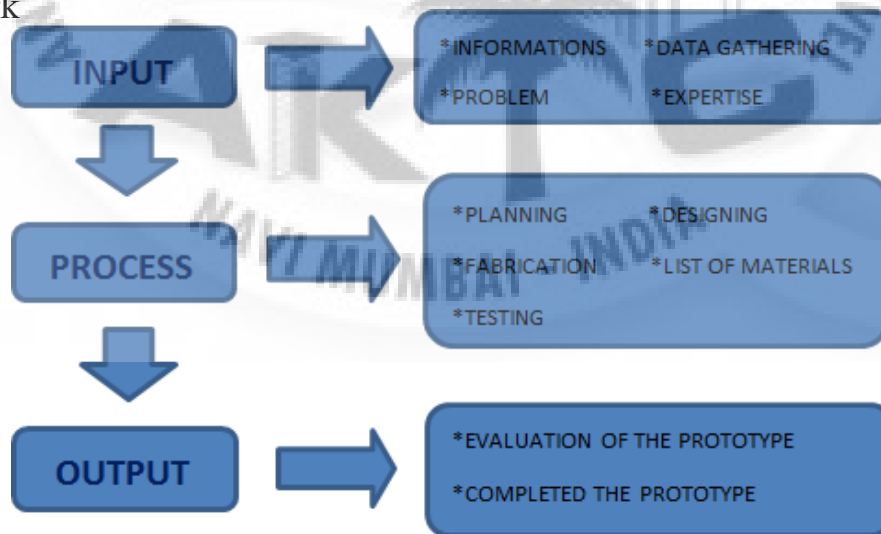 K
INPUT
*INFORMATIONS *DATA GATHERING
*PROBLEM *EXPERTISE
PROCESS
*PLANNING *DESIGNING
*FABRICATION *LIST OF MATERIALS
*TESTING
NAVI MUMBAI - INDIA
OUTPUT
*EVALUATION OF THE PROTOTYPE
*COMPLETED THE PROTOTYPE